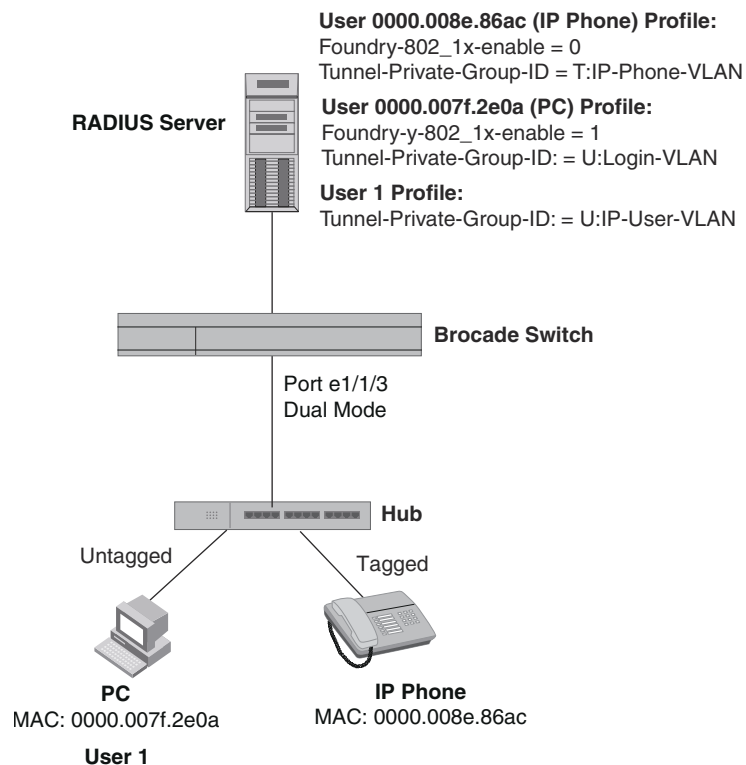 User 0000.008e.86ac (IP Phone) Profile:
Foundry-802_1x-enable = 0
Tunnel-Private-Group-ID = T:IP-Phone-VLAN
RADIUS Server
User 0000.007f.2e0a (PC) Profile:
Foundry-y-802_1x-enable = 1
Tunnel-Private-Group-ID: = U:Login-VLAN
User 1 Profile:
Tunnel-Private-Group-ID: = U:IP-User-VLAN
Brocade Switch
Port e1/1/3
Dual Mode
Hub
Untagged
Tagged
PC
MAC: 0000.007f.2e0a
User 1
IP Phone
MAC: 0000.008e.86ac